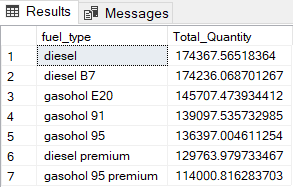 Results Messages
fuel_type Total_Quantity
1 diesel 174367.56518364
2 diesel B7 174236.068701267
3 gasohol E20 145707.473934412
4 gasohol 91 139097.535732985
5 gasohol 95 136397.004611254
6 diesel premium 129763.979733467
7 gasohol 95 premium 114000.816283703